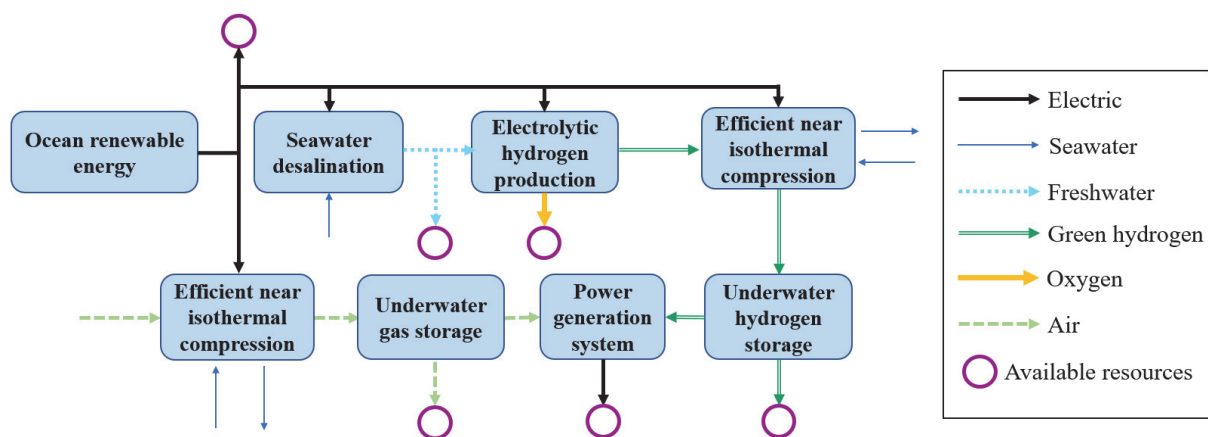 Ocean renewable
energy
Seawater
desalination
Electrolytic
hydrogen
production
Efficient near
isothermal
compression
Efficient near
isothermal
compression
Underwater
gas storage
Power
generation
system
Underwater
hydrogen
storage
Electric
Seawater
Freshwater
Green hydrogen
Oxygen
Air
Available resources